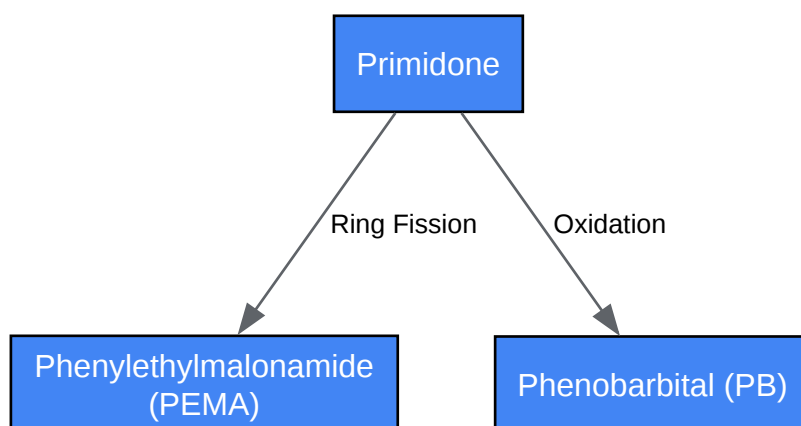 Primidone
Ring Fission
Oxidation
Phenylethylmalonamide
(PEMA)
Phenobarbital (PB)